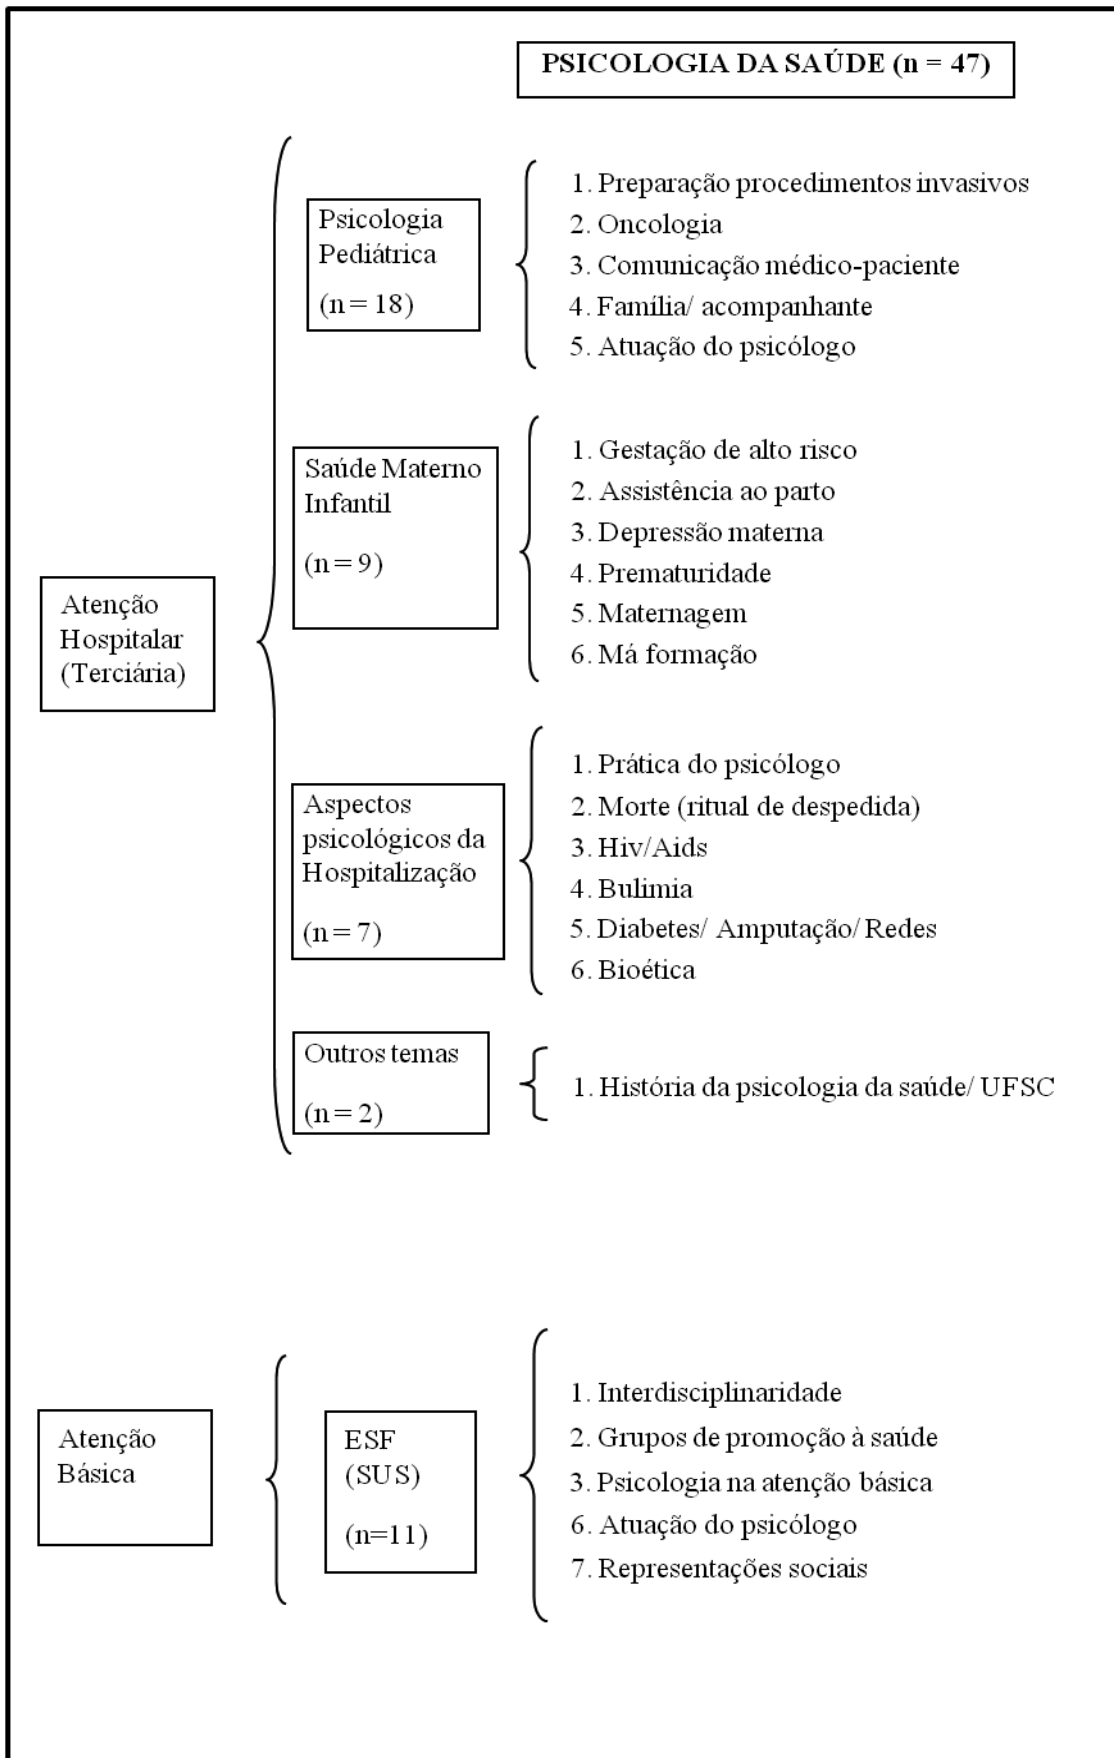 PSICOLOGIA DA SAÚDE (n = 47)
Atenção
Hospitalar
(Terciária)
Psicologia
Pediátrica
(n = 18)
1. Preparação procedimentos invasivos
2. Oncologia
3. Comunicação médico-paciente
4. Família/ acompanhante
5. Atuação do psicólogo
Saúde Materno
Infantil
(n = 9)
1. Gestação de alto risco
2. Assistência ao parto
3. Depressão materna
4. Prematuridade
5. Maternagem
6. Má formação
Aspectos
psicológicos da
Hospitalização
(n = 7)
1. Prática do psicólogo
2. Morte (ritual de despedida)
3. Hiv/Aids
4. Bulimia
5. Diabetes/ Amputação/ Redes
6. Bioética
Outros temas
(n = 2)
1. História da psicologia da saúde/ UFSC
Atenção
Básica
ESF
(SUS)
(n=11)
1. Interdisciplinaridade
2. Grupos de promoção à saúde
3. Psicologia na atenção básica
6. Atuação do psicólogo
7. Representações sociais